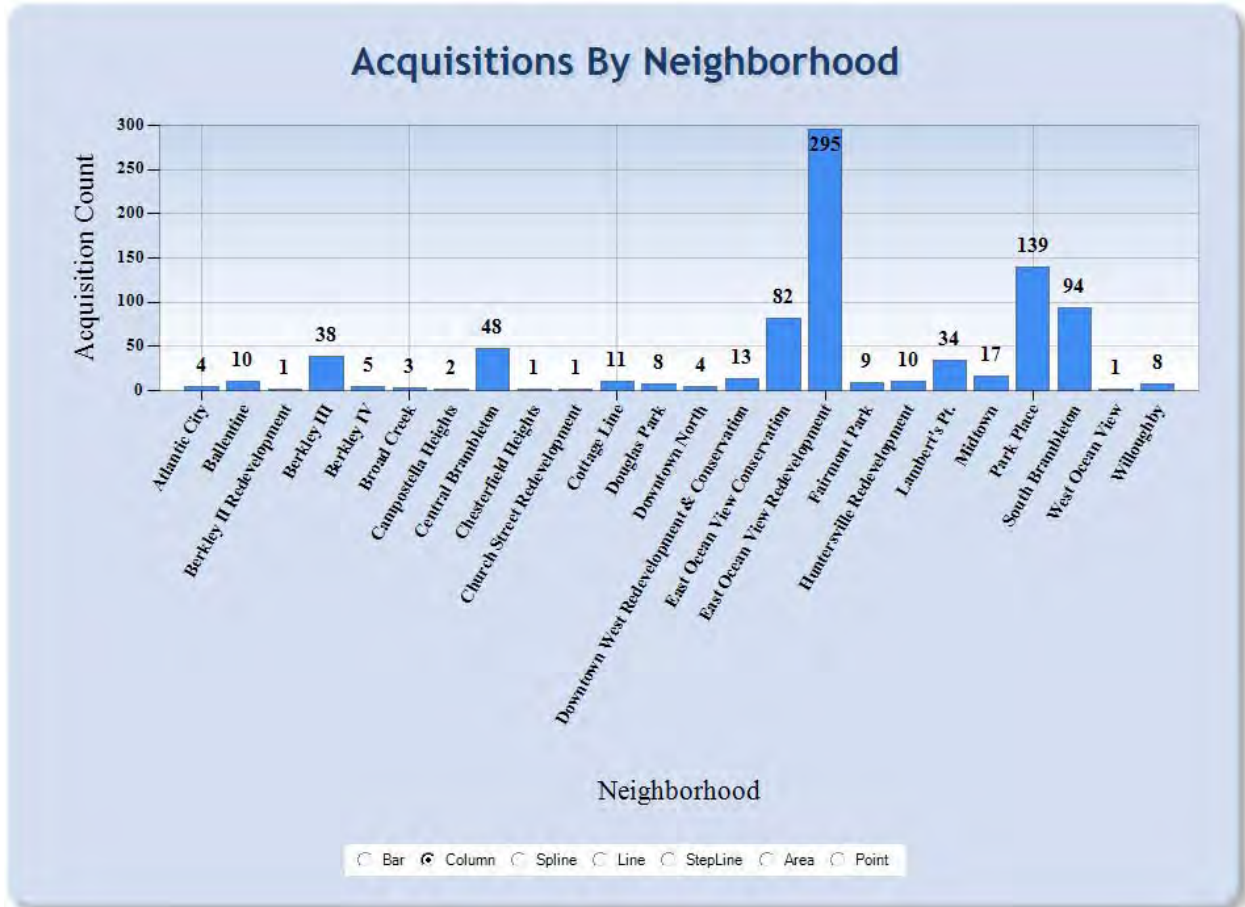 Acquisitions By Neighborhood
Acquisition Count
300
250
200
150
100
50
0
4
10
1
38
5
3
2
48
1
1
11
8
4
13
82
295
9
10
34
17
139
94
1
8
Atlantic City
Ballentine
Berkley II Redevelopment
Berkley III
Berkley IV
Broad Creek
Campostella Heights
Central Brambleton
Chesterfield Heights
Church Street Redevelopment
Cottage Line
Douglas Park
Downtown North
Downtown West Redevelopment & Conservation
East Ocean View Conservation
East Ocean View Redevelopment
Fairmont Park
Huntersville Redevelopment
Lambert's Pt.
Midtown
Park Place
South Brambleton
West Ocean View
Willoughby
Neighborhood
Bar Column Spline Line StepLine Area Point